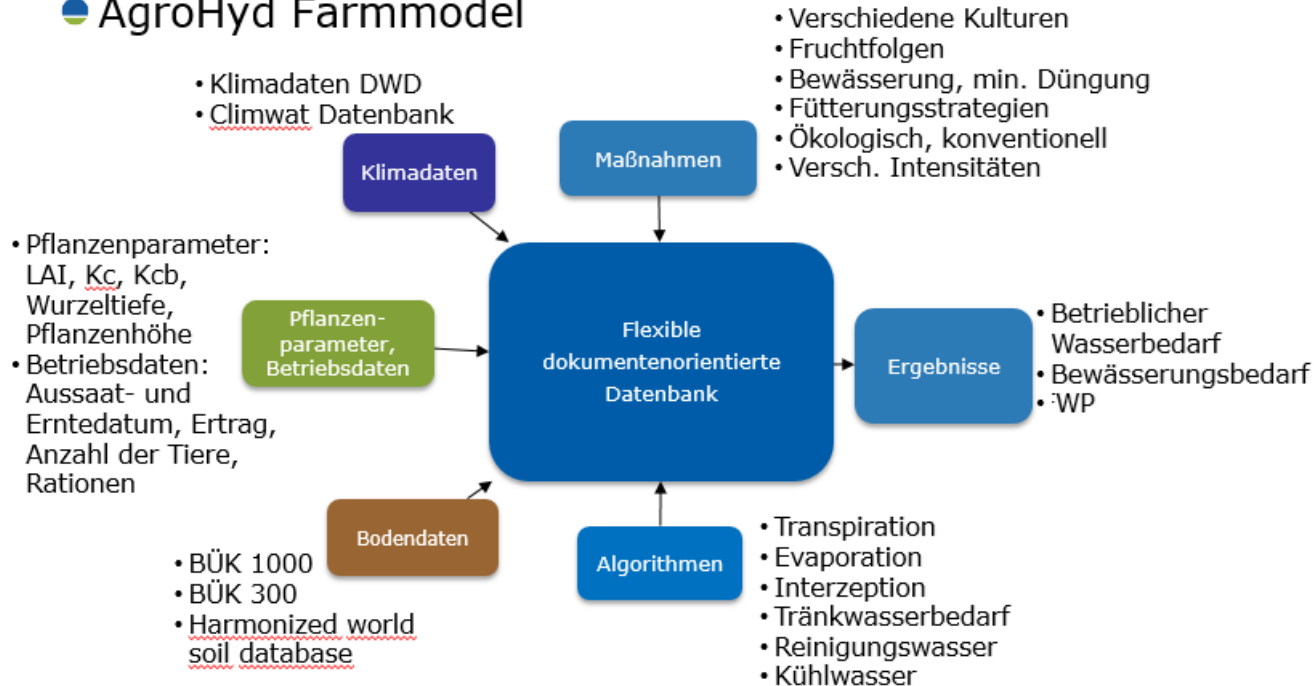 AgroHyd Farmmodel
• Klimadaten DWD
• Climwat Datenbank
Klimadaten
Maßnahmen
• Verschiedene Kulturen
• Fruchtfolgen
• Bewässerung, min. Düngung
• Fütterungsstrategien
• Ökologisch, konventionell
• Versch. Intensitäten
• Pflanzenparameter:
LAI, Kc, Kcb,
Wurzeltiefe,
Pflanzenhöhe
• Betriebsdaten:
Aussaat- und
Erntedatum, Ertrag,
Anzahl der Tiere,
Rationen
Pflanzen-
parameter,
Betriebsdaten
Flexible
dokumentenorientierte
Datenbank
Ergebnisse
• Betrieblicher
Wasserbedarf
• Bewässerungsbedarf
• WP
Bodendaten
• BÜK 1000
• BÜK 300
• Harmonized world
soil database
Algorithmen
• Transpiration
• Evaporation
• Interzeption
• Tränkwasserbedarf
• Reinigungswasser
• Kühlwasser